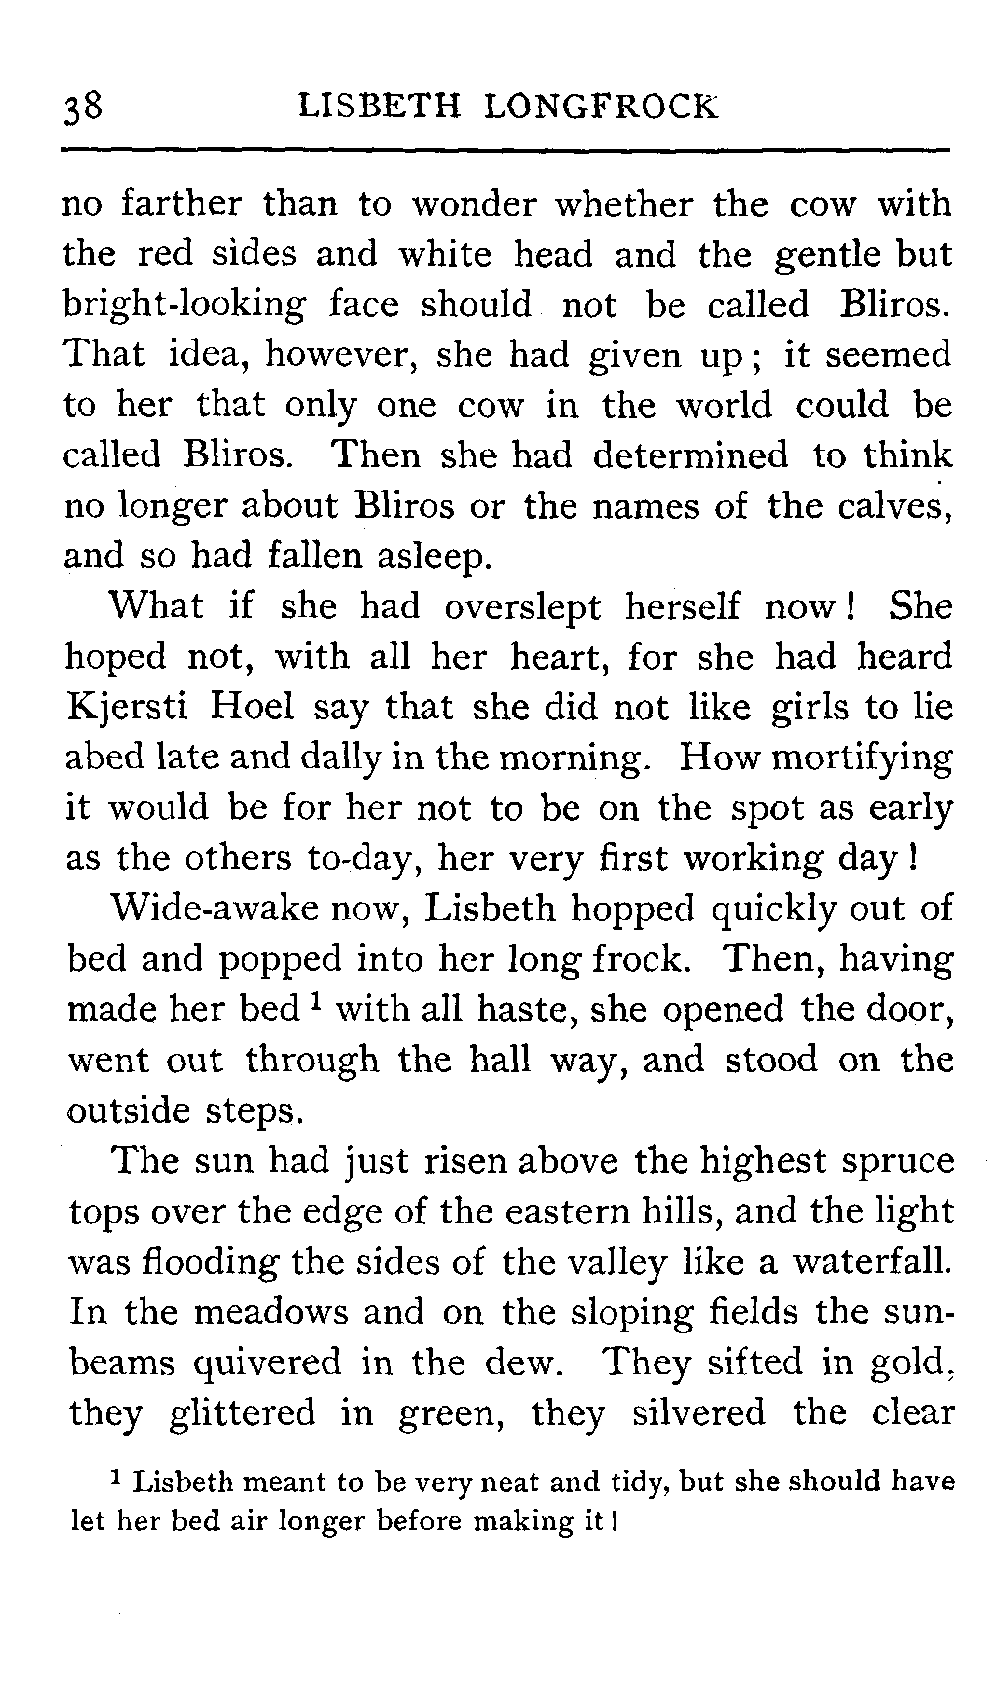 38 LISBETH LONGFROCK
no farther than to wonder whether the cow with
the red sides and white head and the gentle but
bright-looking face should not be called Bliros.
That idea, however, she had given up; it seemed
to her that only one cow in the world could be
called Bliros. Then she had determined to think
no longer about Bliros or the names of the calves,
and so had fallen asleep.
What if she had overslept herself now! She
hoped not, with all her heart, for she had heard
Kjersti Hoel say that she did not like girls to lie
abed late and dally in the morning. How mortifying
it would be for her not to be on the spot as early
as the others to-day, her very first working day!
Wide-awake now, Lisbeth hopped quickly out of
bed and popped into her long frock. Then, having
made her bed¹ with all haste, she opened the door,
went out through the hall way, and stood on the
outside steps.
The sun had just risen above the highest spruce
tops over the edge of the eastern hills, and the light
was flooding the sides of the valley like a waterfall.
In the meadows and on the sloping fields the sun-
beams quivered in the dew. They sifted in gold,
they glittered in green, they silvered the clear
¹ Lisbeth meant to be very neat and tidy, but she should have
let her bed air longer before making it!